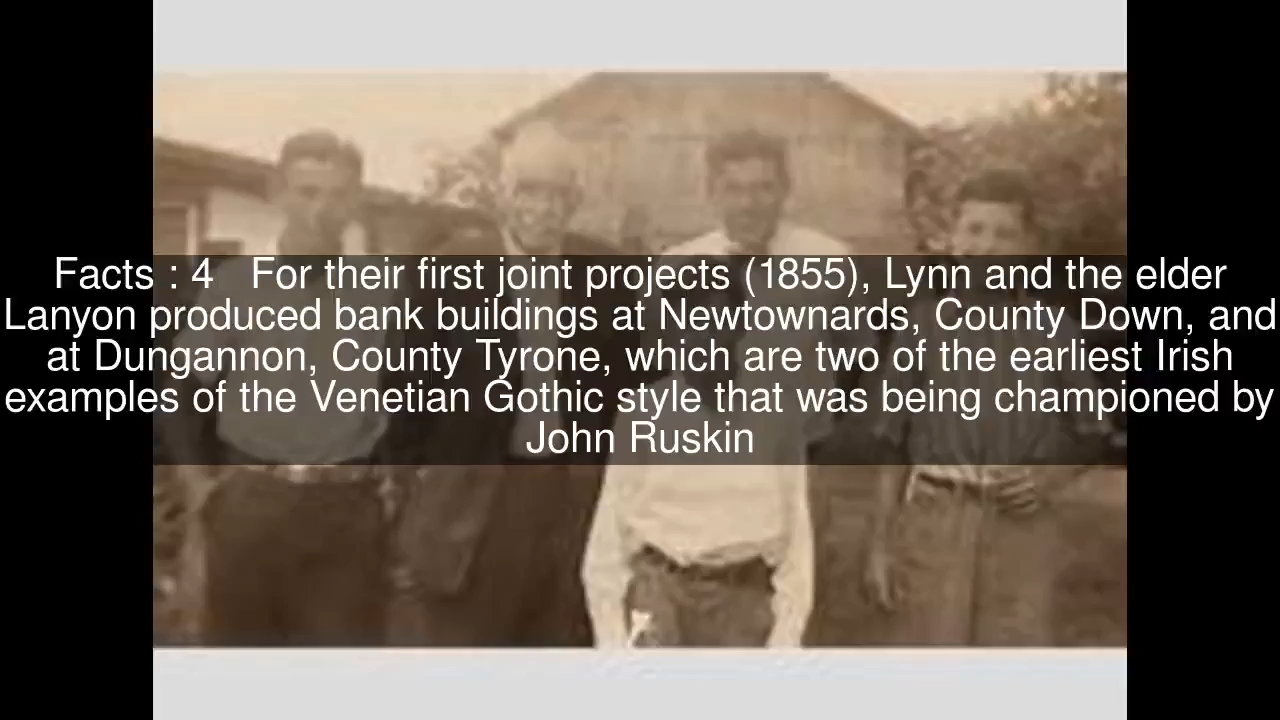 Facts : 4   For their first joint projects (1855), Lynn and the elder
Lanyon produced bank buildings at Newtownards, County Down, and
at Dungannon, County Tyrone, which are two of the earliest Irish
examples of the Venetian Gothic style that was being championed by
John Ruskin